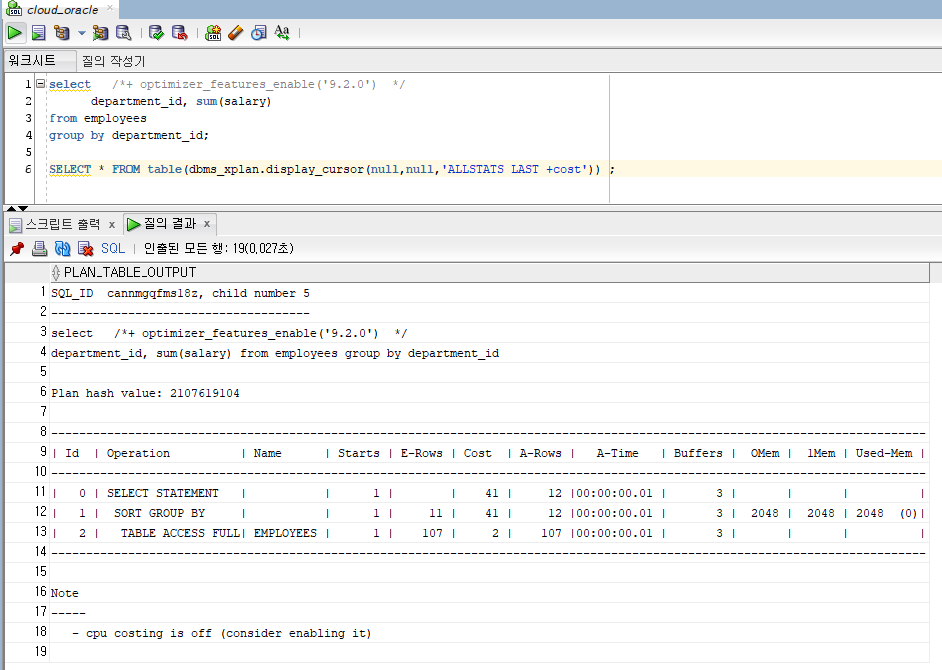 cloud_oracle
워크시트 질의 작성기
1 select /*+ optimizer_features_enable('9.2.0') */
2 department_id, sum(salary)
3 from employees
4 group by department_id;
5
6 SELECT * FROM table(dbms_xplan.display_cursor(null,null,'ALLSTATS LAST +cost')) ;
스크립트 출력 x 질의 결과 x
SQL | 인출된 모든 행: 19(0,027초)
PLAN_TABLE_OUTPUT
1 SQL_ID cannmgqfms18z, child number 5
2 -------------------------------------
3 select /*+ optimizer_features_enable('9.2.0') */
4 department_id, sum(salary) from employees group by department_id
5
6 Plan hash value: 2107619104
7
8 -----------------------------------------------------------------------------------------------------------------------------
9 | Id | Operation | Name | Starts | E-Rows | Cost | A-Rows | A-Time | Buffers | OMem | 1Mem | Used-Mem |
10 -----------------------------------------------------------------------------------------------------------------------------
11 | 0 | SELECT STATEMENT | | 1 | | 41 | 12 |00:00:00.01 | 3 | | | |
12 | 1 | SORT GROUP BY | | 1 | 11 | 41 | 12 |00:00:00.01 | 3 | 2048 | 2048 | 2048 (0)|
13 | 2 | TABLE ACCESS FULL| EMPLOYEES | 1 | 107 | 2 | 107 |00:00:00.01 | 3 | | | |
14 -----------------------------------------------------------------------------------------------------------------------------
15
16 Note
17 -----
18 - cpu costing is off (consider enabling it)
19